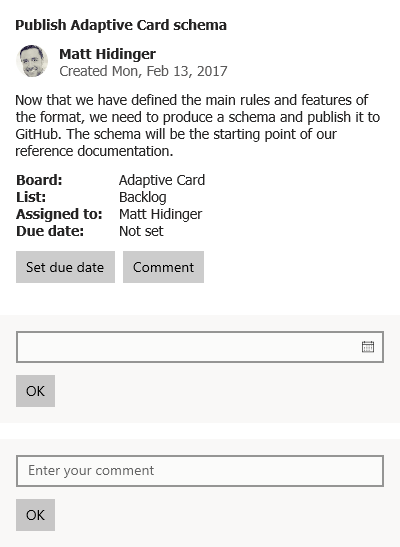 Publish Adaptive Card schema
Matt Hidinger
Created Mon, Feb 13, 2017
Now that we have defined the main rules and features of
the format, we need to produce a schema and publish it to
GitHub. The schema will be the starting point of our
reference documentation.
Board: Adaptive Card
List: Backlog
Assigned to: Matt Hidinger
Due date: Not set
Set due date Comment
OK
Enter your comment
OK